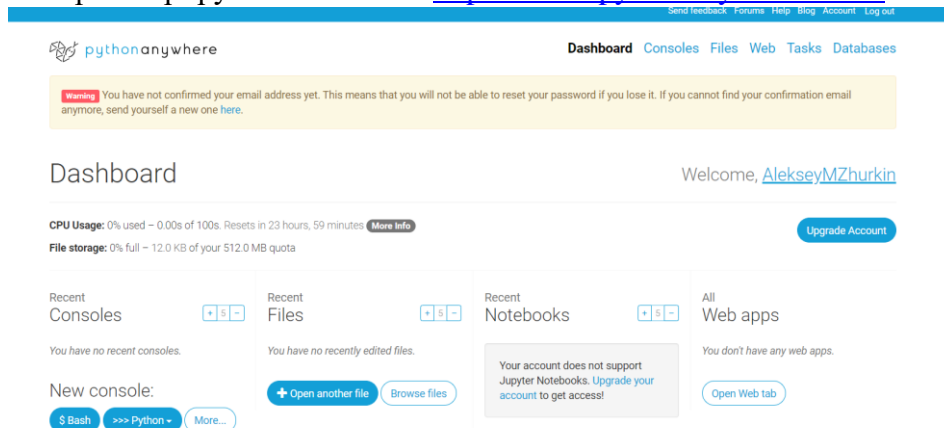 Send feedback Forums Help Blog Account Log out
pythonanywhere
Dashboard Consoles Files Web Tasks Databases
Warning You have not confirmed your email address yet. This means that you will not be able to reset your password if you lose it. If you cannot find your confirmation email
anymore, send yourself a new one here.
Dashboard
Welcome, AlekseyMZhurkin
CPU Usage: 0% used – 0.00s of 100s. Resets in 23 hours, 59 minutes More Info
Upgrade Account
File storage: 0% full – 12.0 KB of your 512.0 MB quota
Recent
Consoles
+ 5 −
You have no recent consoles.
New console:
$ Bash
>>> Python
More...
Recent
Files
+ 5 −
You have no recently edited files.
+ Open another file
Browse files
Recent
Notebooks
+ 5 −
Your account does not support
Jupyter Notebooks. Upgrade your
account to get access!
All
Web apps
You don't have any web apps.
Open Web tab